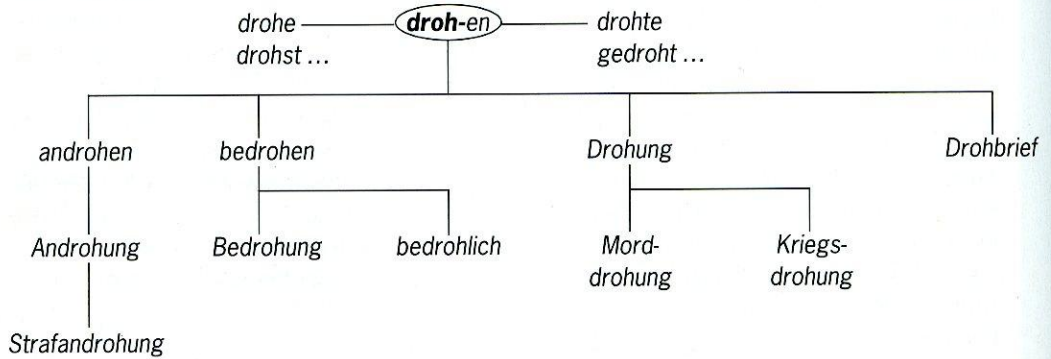 drohe droh-en drohte
drohst ... gedroht ...
androhen bedrohen Drohung Drohbrief
Androhung Bedrohung bedrohlich Mord- Kriegs-
drohung drohung
Strafandrohung